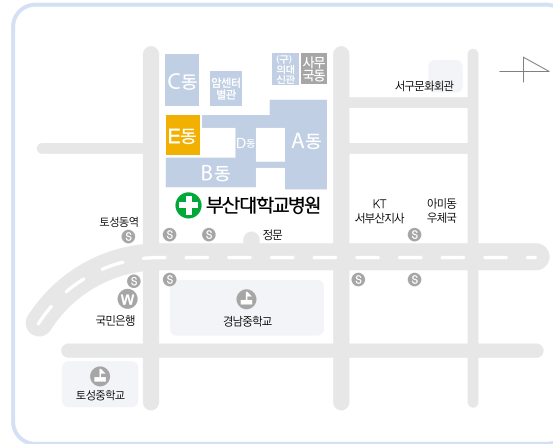 C동
암센터
별관
(구)
의대
신관
사무
국동
서구문화회관
E동
D동
A동
B동
부산대학교병원
토성동역
정문
KT
서부산지사
아미동
우체국
S
S
S
S
S
S
S
S
W
국민은행
경남중학교
토성중학교